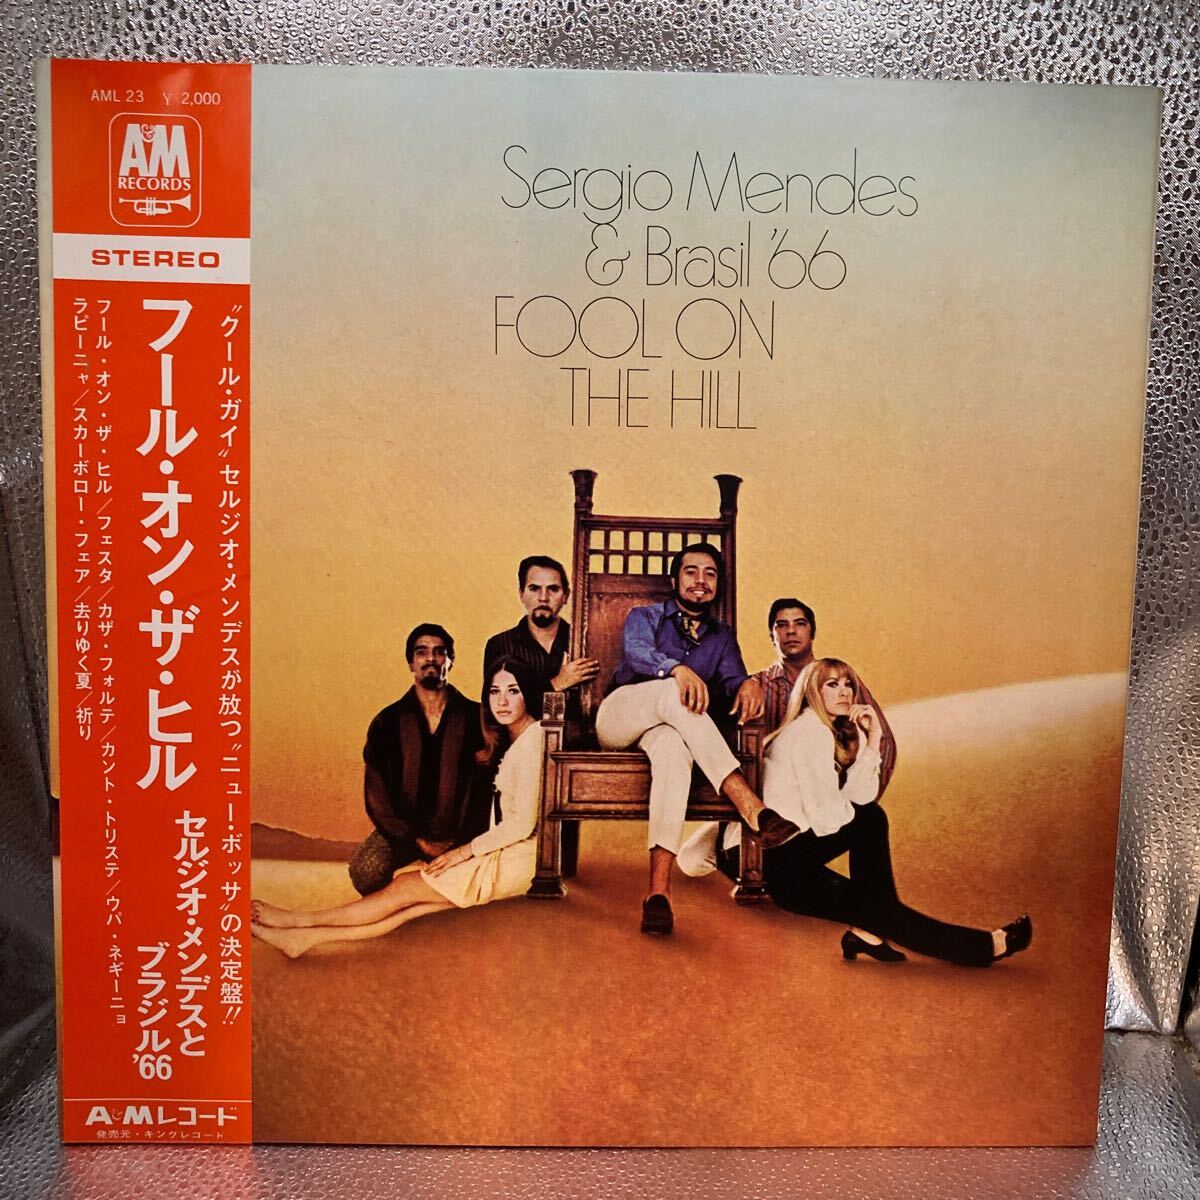 AML 23 ¥ 2,000
A&M
RECORDS
STEREO
“クール・ガイ”セルジオ・メンデスが放つ“ニュー・ボッサ”の決定盤!!
フール・オン・ザ・ヒル
セルジオ・メンデスと
ブラジル'66
フール・オン・ザ・ヒル/フェスタ/カザ・フォルテ/カント・トリステ/ウパ・ネギーニョ
ラピーニャ/スカーボロー・フェア/去りゆく夏/祈り
A&Mレコード
発売元・キングレコード
Sergio Mendes
& Brasil '66
FOOL ON
THE HILL